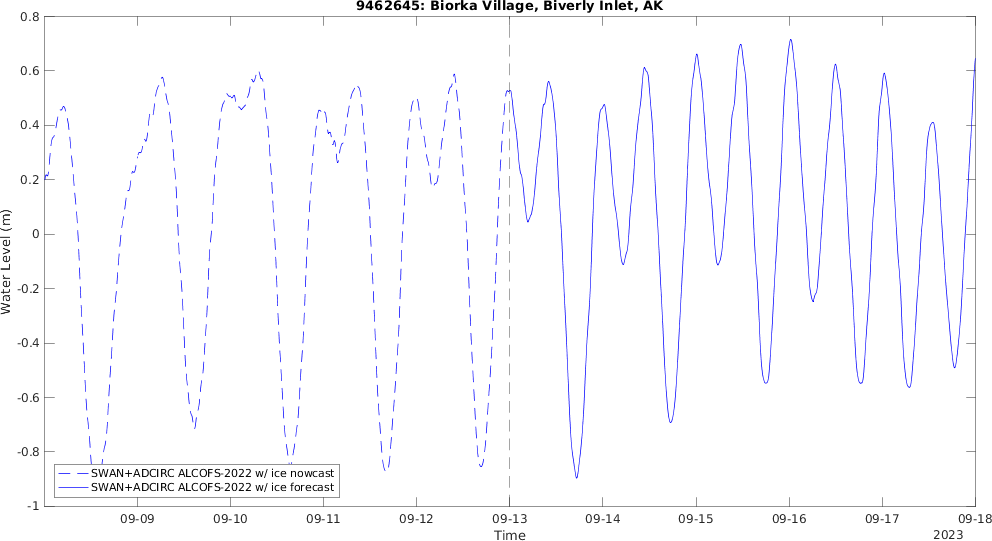 9462645: Biorka Village, Biverly Inlet, AK
Water Level (m)
0.8
0.6
0.4
0.2
0
-0.2
-0.4
-0.6
-0.8
-1
SWAN+ADCIRC ALCOFS-2022 w/ ice nowcast
SWAN+ADCIRC ALCOFS-2022 w/ ice forecast
09-09 09-10 09-11 09-12 09-13 09-14 09-15 09-16 09-17 09-18
Time
2023